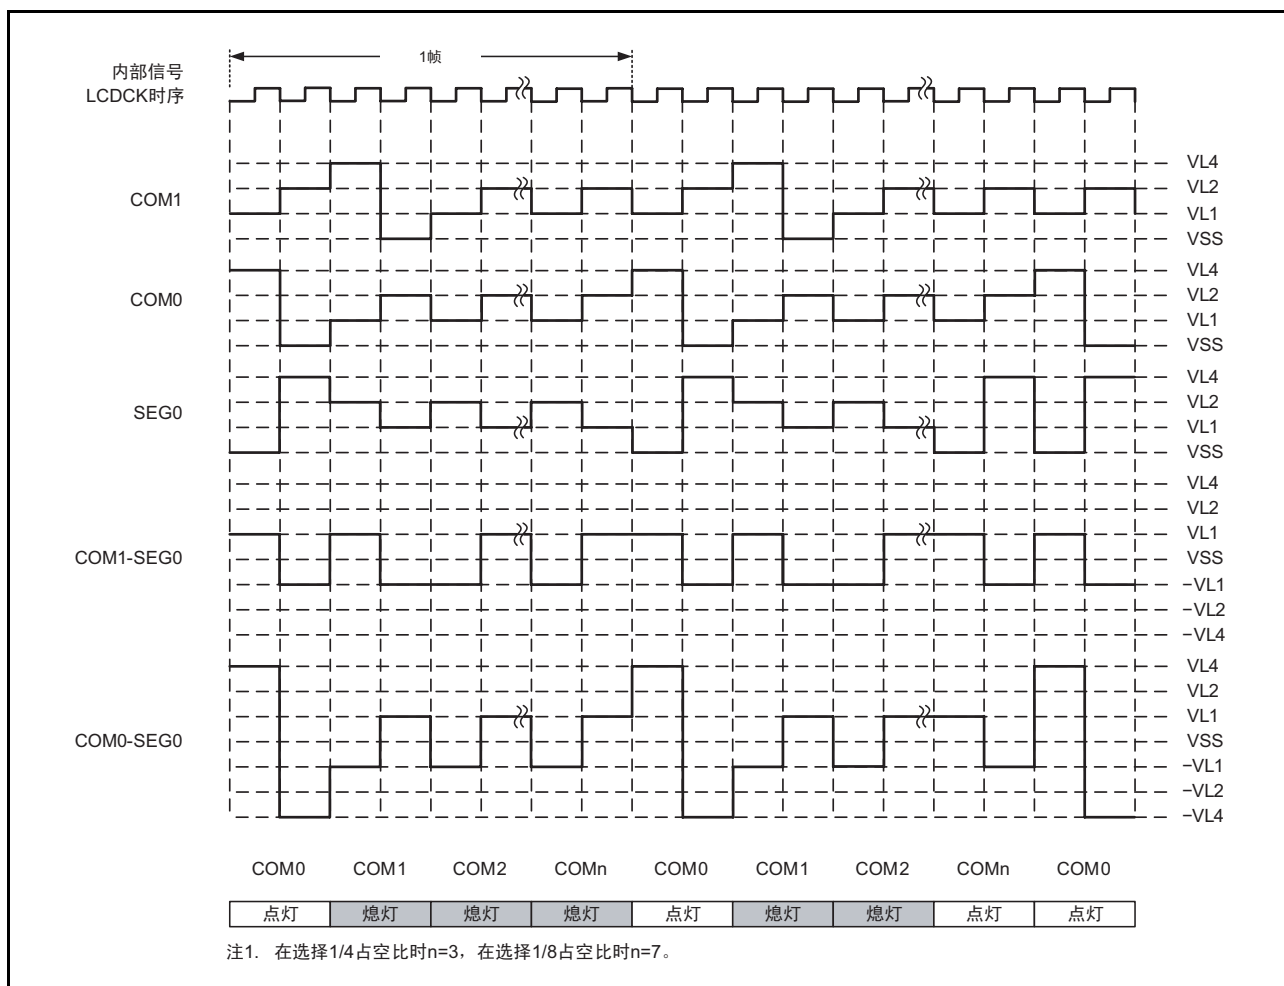 1帧
内部信号
LCDCK时序
COM1
VL4
VL2
VL1
VSS
COM0
VL4
VL2
VL1
VSS
SEG0
VL4
VL2
VL1
VSS
COM1-SEG0
VL4
VL2
VL1
VSS
−VL1
−VL2
−VL4
COM0-SEG0
VL4
VL2
VL1
VSS
−VL1
−VL2
−VL4
COM0 COM1 COM2 COMn COM0 COM1 COM2 COMn COM0
点灯 熄灯 熄灯 熄灯 点灯 熄灯 熄灯 点灯 点灯
注1. 在选择1/4占空比时n=3，在选择1/8占空比时n=7。